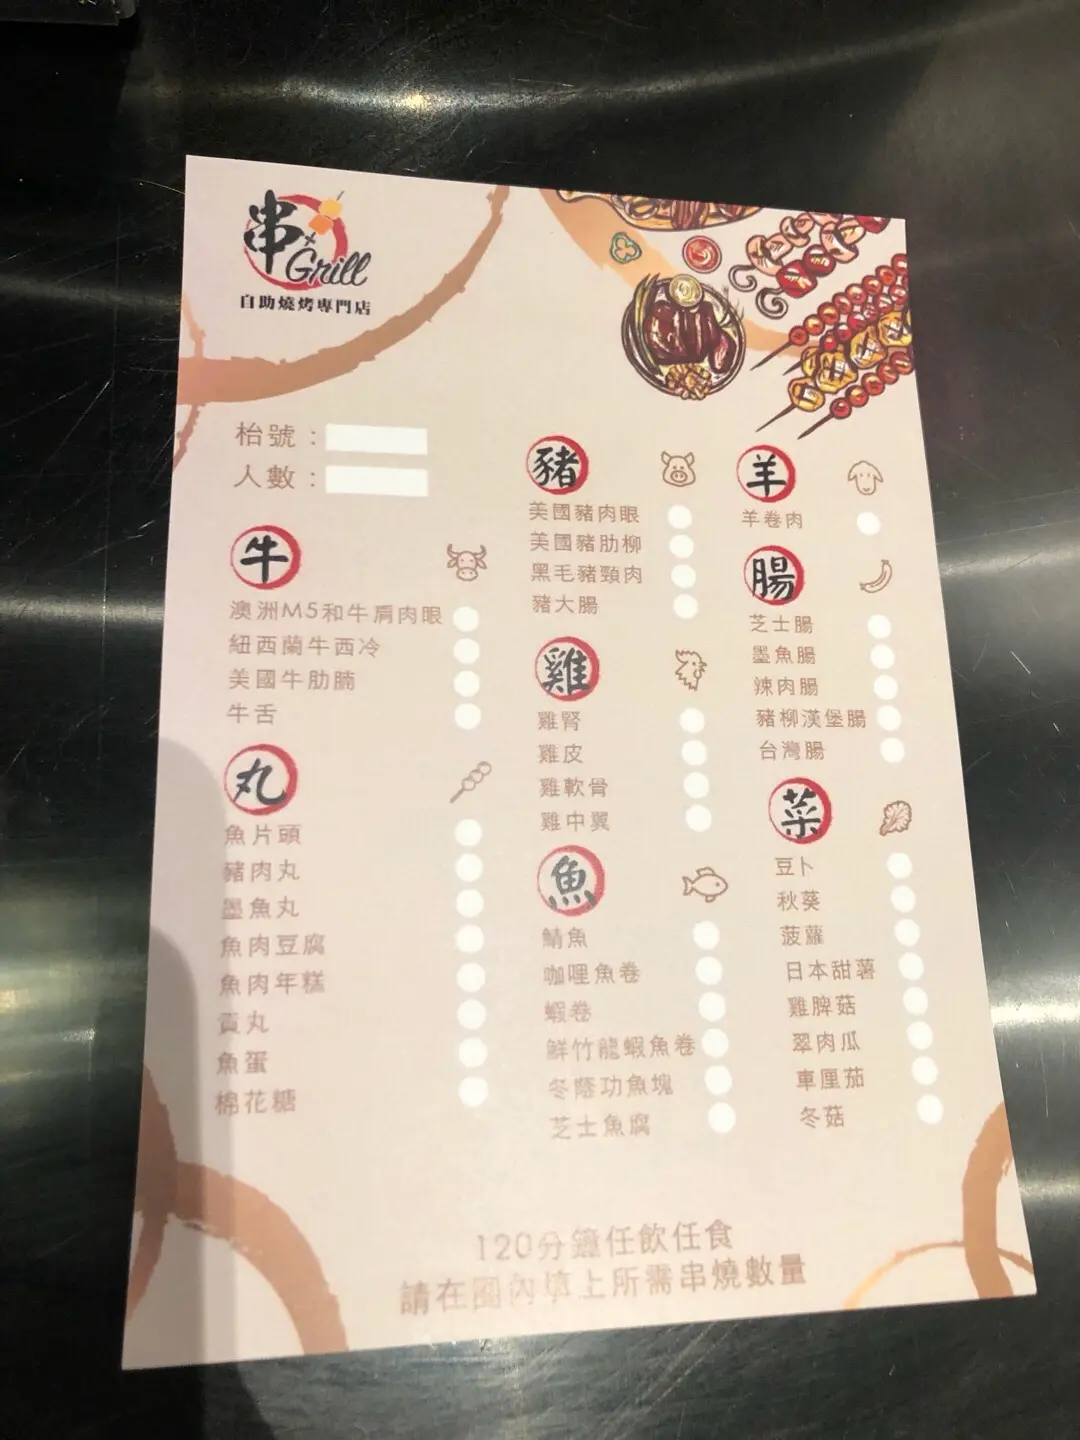 串
Grill
自助燒烤專門店
枱號：
人數：
牛
澳洲M5和牛肩肉眼
紐西蘭牛西冷
美國牛肋腩
牛舌
丸
魚片頭
豬肉丸
墨魚丸
魚肉豆腐
魚肉年糕
貢丸
魚蛋
棉花糖
豬
美國豬肉眼
美國豬肋柳
黑毛豬頸肉
豬大腸
雞
雞腎
雞皮
雞軟骨
雞中翼
魚
鯖魚
咖哩魚卷
蝦卷
鮮竹龍蝦魚卷
冬蔭功魚塊
芝士魚腐
羊
羊卷肉
腸
芝士腸
墨魚腸
辣肉腸
豬柳漢堡腸
台灣腸
菜
豆卜
秋葵
菠蘿
日本甜薯
雞脾菇
翠肉瓜
車厘茄
冬菇
120分鐘任飲任食
請在圈內填上所需串燒數量